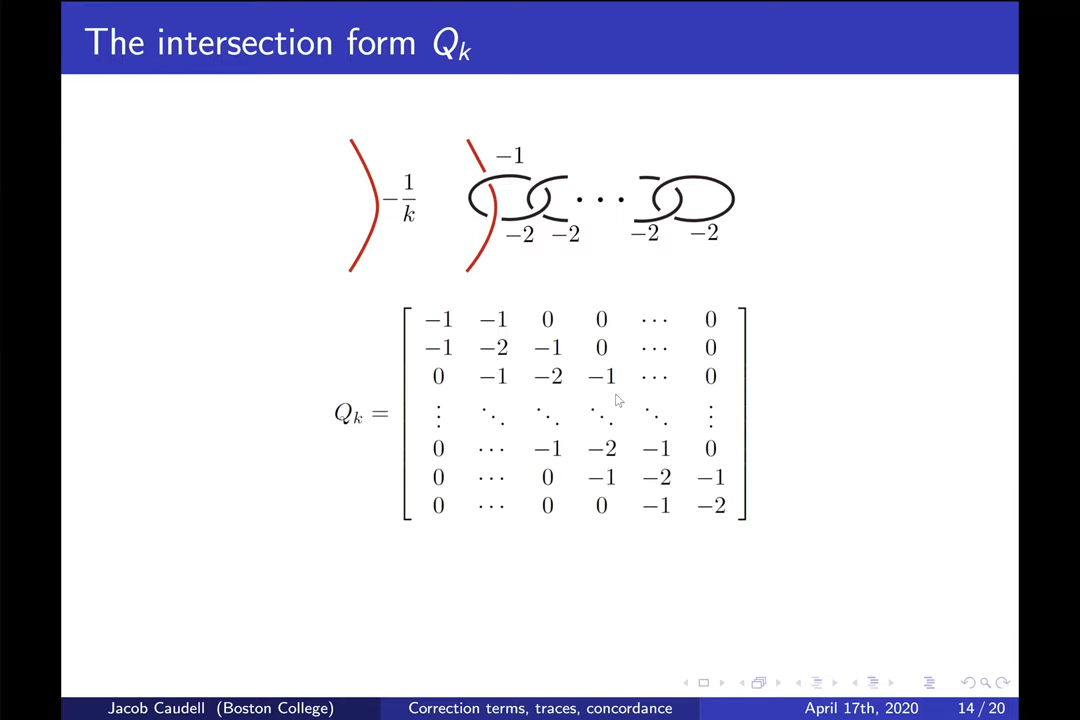 The intersection form Q_k
−1
−1/k
−2 −2 · · · −2 −2
Q_k =
−1 −1 0 0 ⋯ 0
−1 −2 −1 0 ⋯ 0
0 −1 −2 −1 ⋯ 0
⋮ ⋱ ⋱ ⋱ ⋱ ⋮
0 ⋯ −1 −2 −1 0
0 ⋯ 0 −1 −2 −1
0 ⋯ 0 0 −1 −2
Jacob Caudell (Boston College) Correction terms, traces, concordance April 17th, 2020 14 / 20